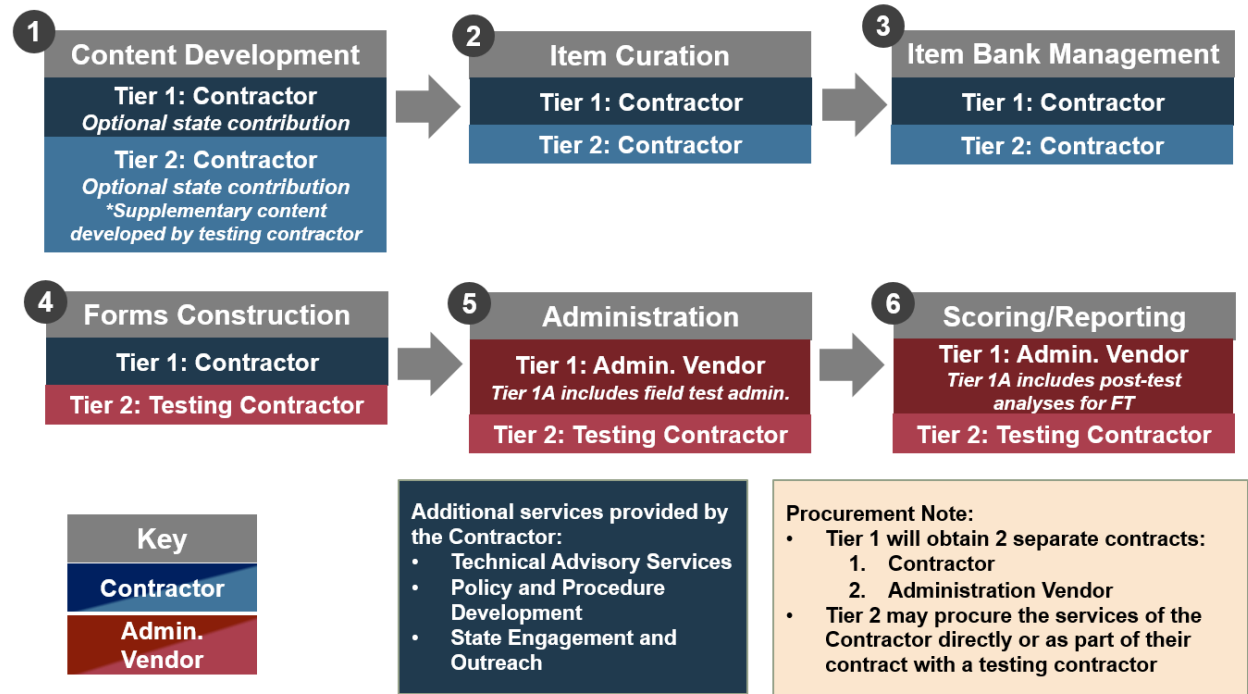 1
Content Development
Tier 1: Contractor
Optional state contribution
Tier 2: Contractor
Optional state contribution
*Supplementary content
developed by testing contractor
2
Item Curation
Tier 1: Contractor
Tier 2: Contractor
3
Item Bank Management
Tier 1: Contractor
Tier 2: Contractor
4
Forms Construction
Tier 1: Contractor
Tier 2: Testing Contractor
5
Administration
Tier 1: Admin. Vendor
Tier 1A includes field test admin.
Tier 2: Testing Contractor
6
Scoring/Reporting
Tier 1: Admin. Vendor
Tier 1A includes post-test
analyses for FT
Tier 2: Testing Contractor
Key
Contractor
Admin.
Vendor
Additional services provided by
the Contractor:
• Technical Advisory Services
• Policy and Procedure
Development
• State Engagement and
Outreach
Procurement Note:
• Tier 1 will obtain 2 separate contracts:
1. Contractor
2. Administration Vendor
• Tier 2 may procure the services of the
Contractor directly or as part of their
contract with a testing contractor